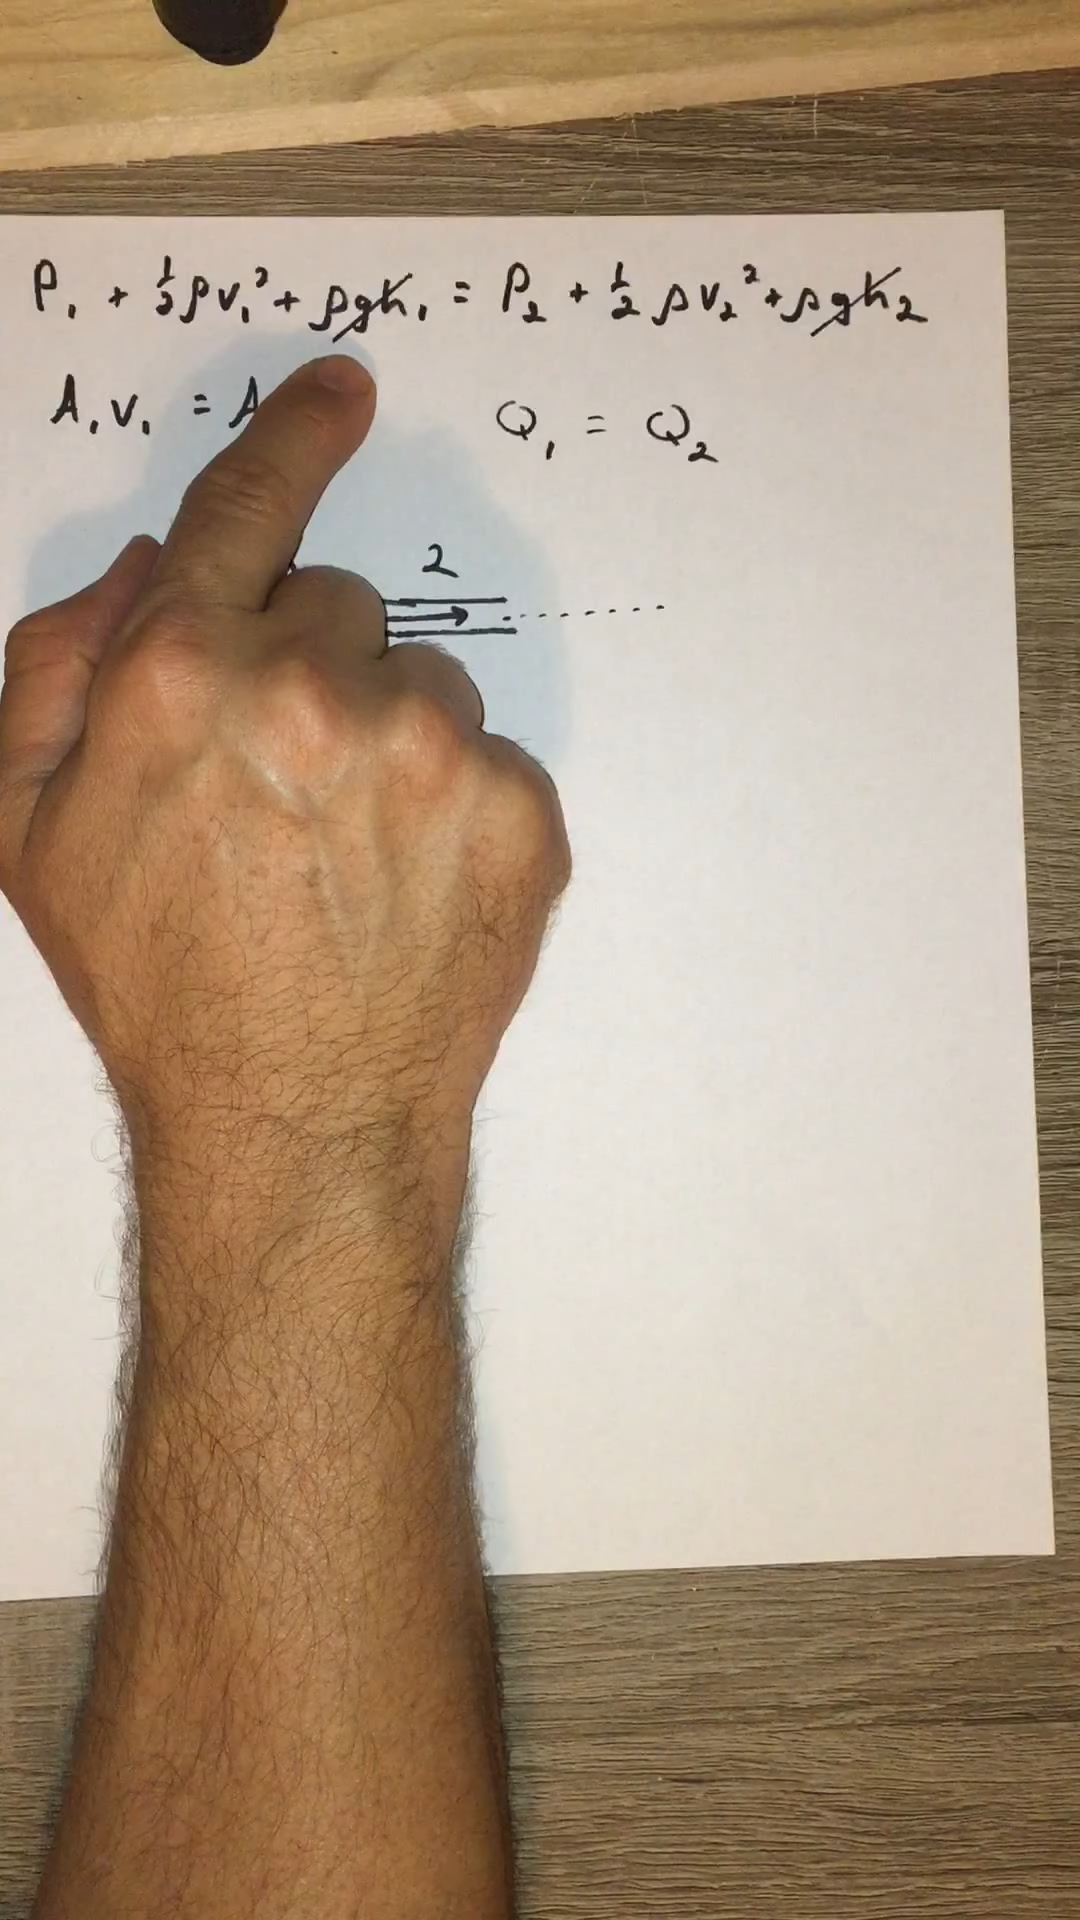 P₁ + ½ρv₁² + ρgh₁ = P₂ + ½ρv₂² + ρgh₂
A₁v₁ = A
Q₁ = Q₂
2